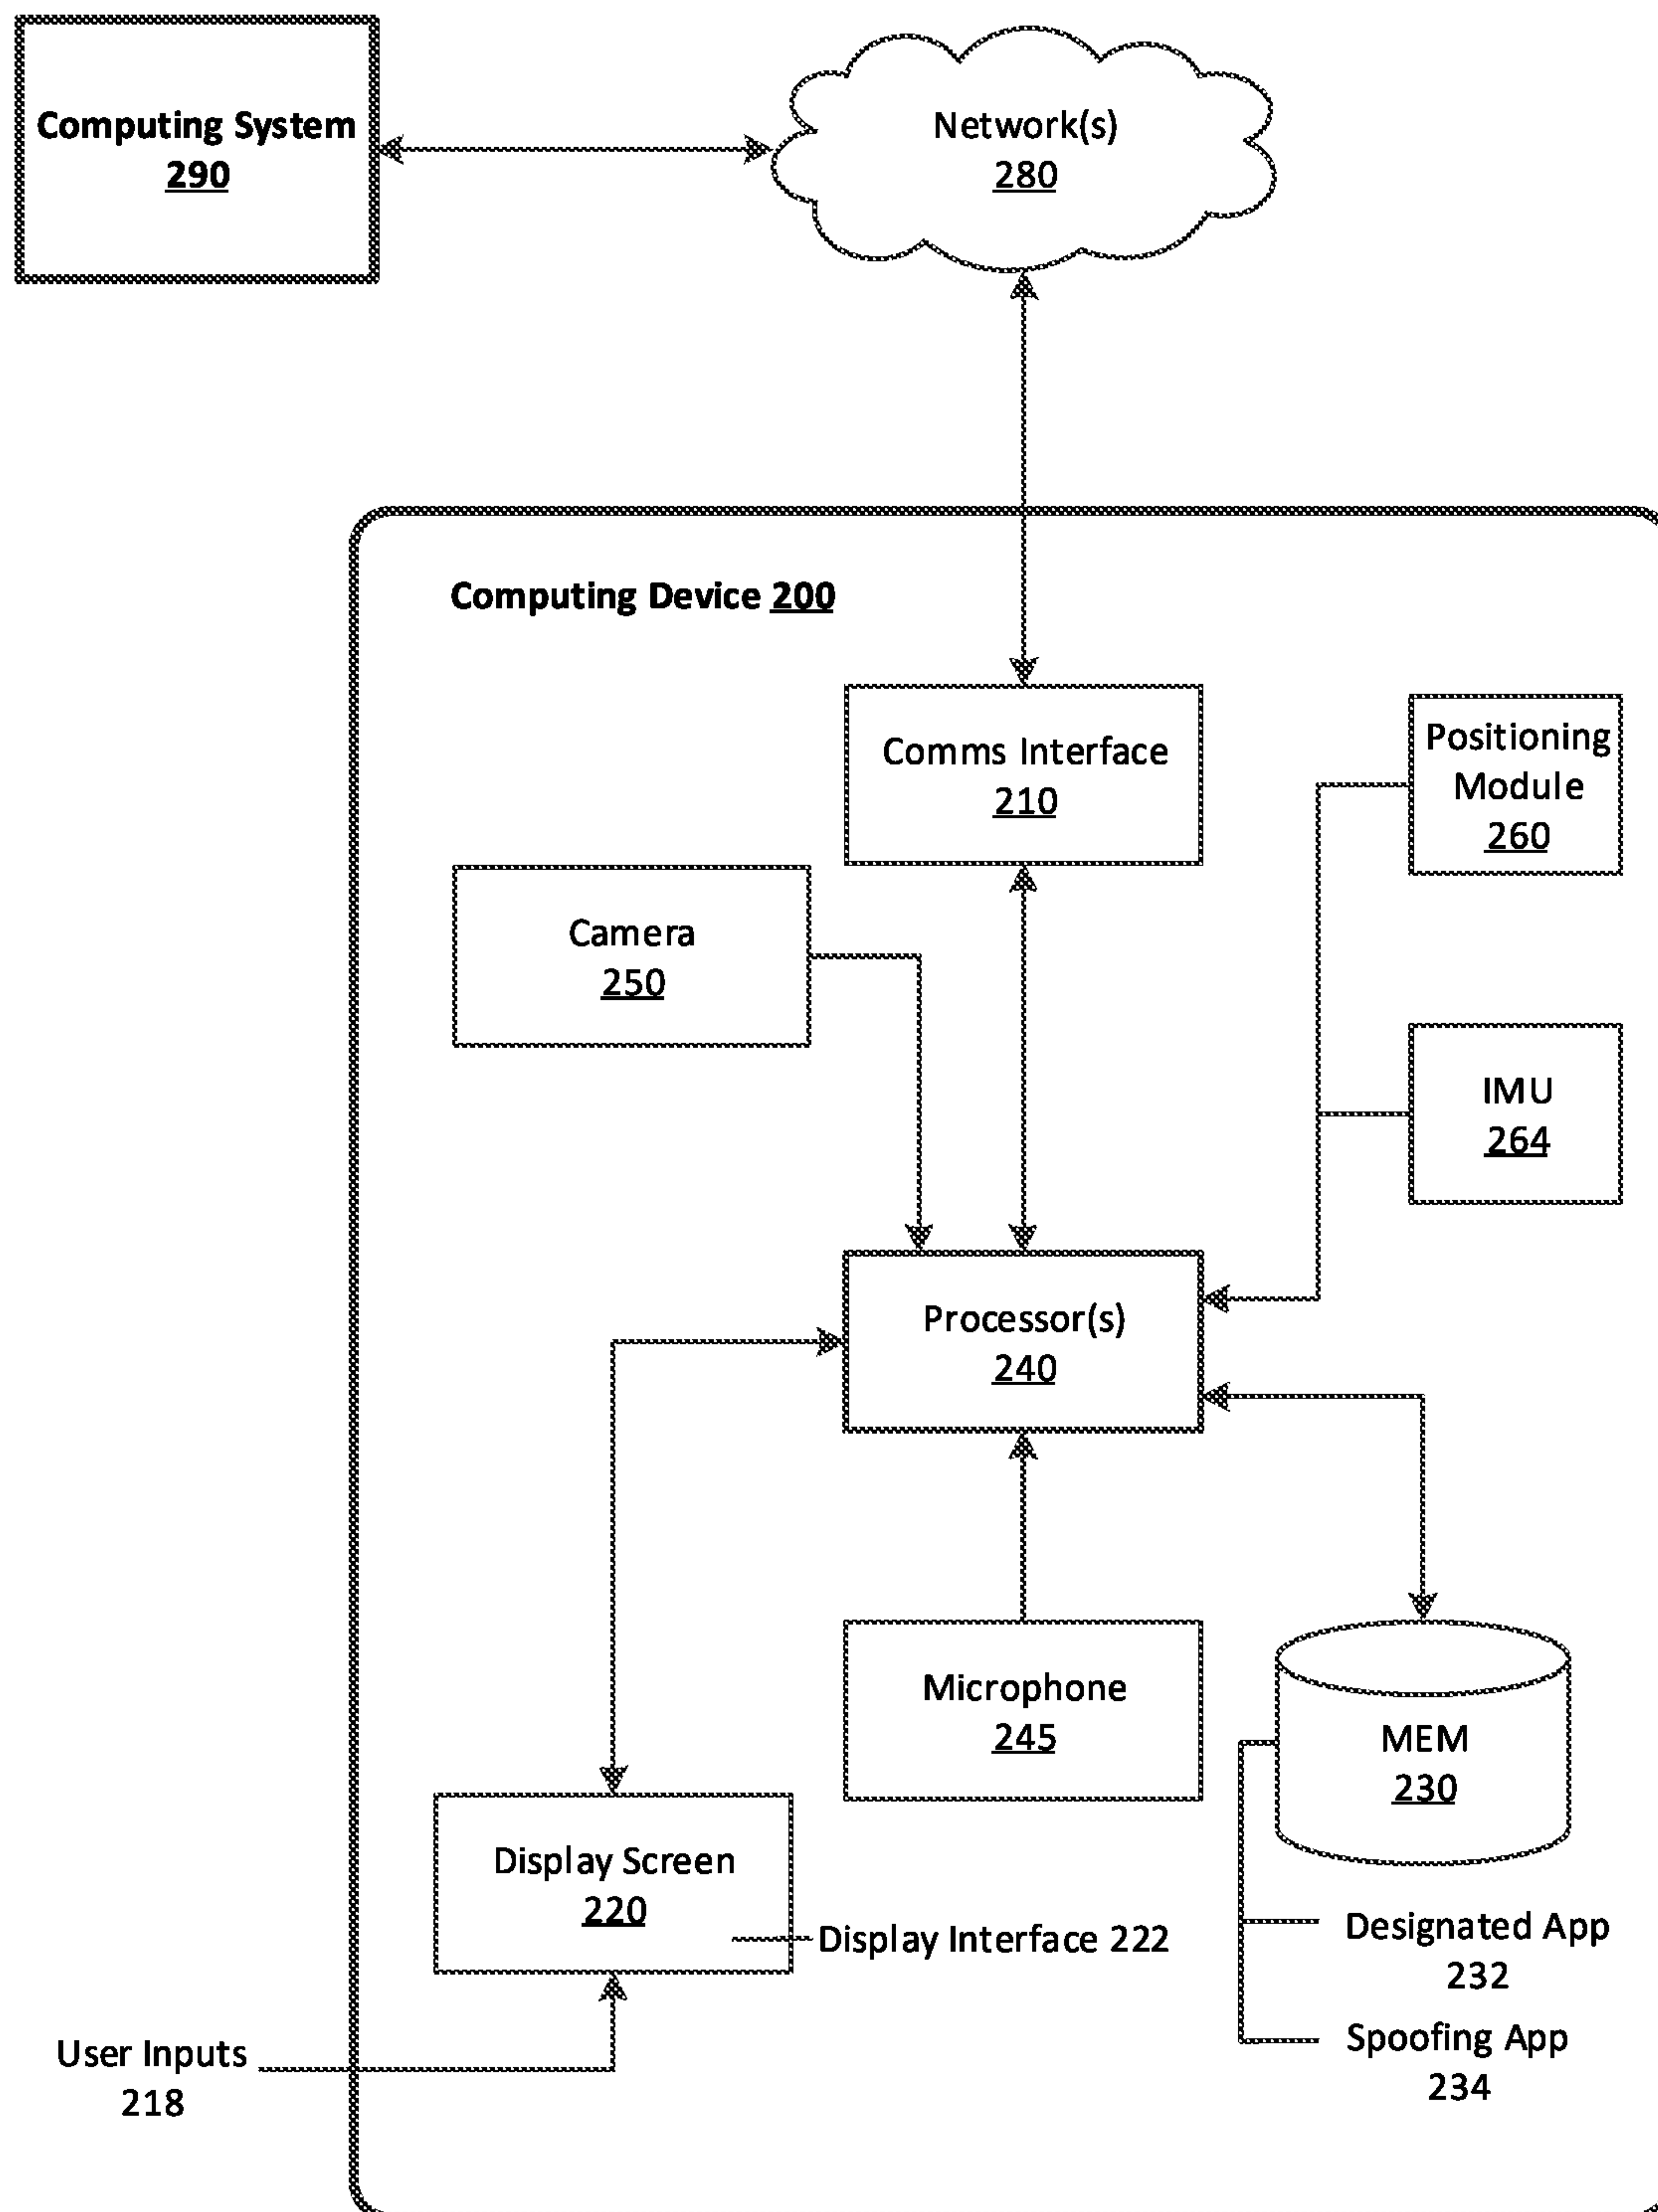 Computing System
290
Network(s)
280
Computing Device 200
Comms Interface
210
Positioning
Module
260
Camera
250
IMU
264
Processor(s)
240
Microphone
245
MEM
230
Display Screen
220
Display Interface 222
Designated App
232
Spoofing App
234
User Inputs
218